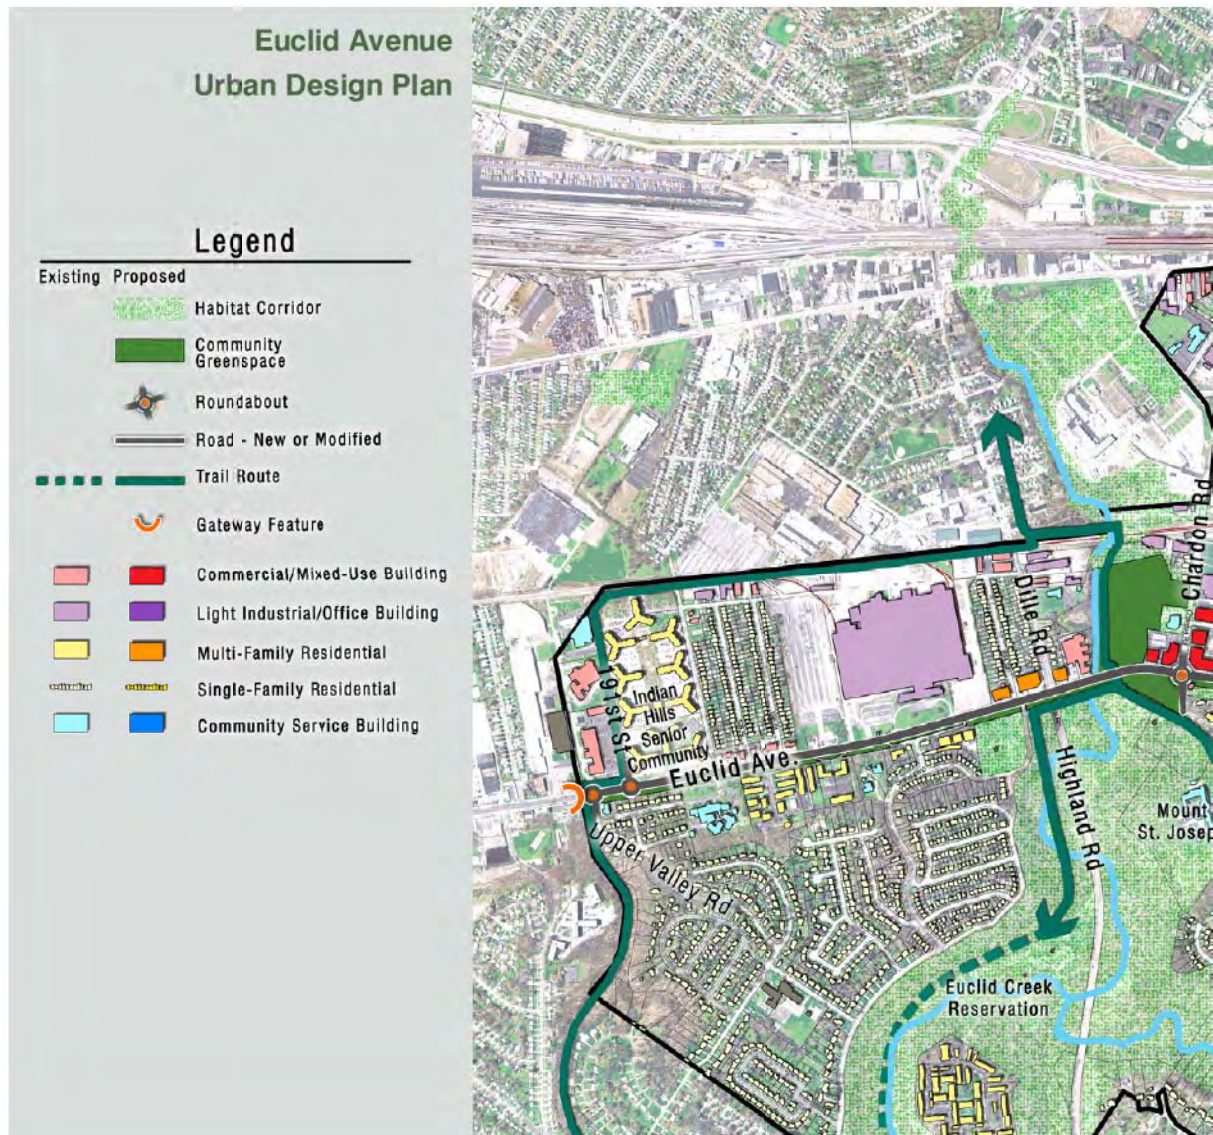 Euclid Avenue
Urban Design Plan
Legend
Existing Proposed
Habitat Corridor
Community
Greenspace
Roundabout
Road - New or Modified
Trail Route
Gateway Feature
Commercial/Mixed-Use Building
Light Industrial/Office Building
Multi-Family Residential
Single-Family Residential
Community Service Building
Chardon Rd
Dille Rd
191st St
Indian
Hills
Senior
Community
Euclid Ave.
Upper Valley Rd
Highland Rd
Mount
St. Josep
Euclid Creek
Reservation